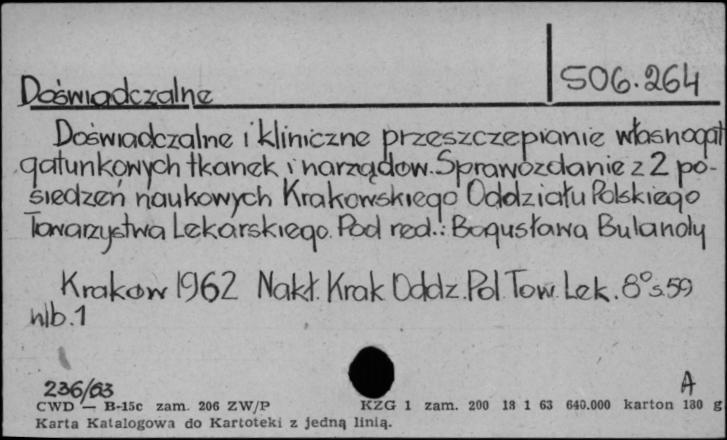 506.264
Doświadczalne
Doświadczalne i kliniczne przeszczepianie własnogat
gatunkowych tkanek i narządow. Sprawozdanie z 2 po-
siedzeń naukowych Krakowskiego Oddziału Polskiego
Towarzystwa Lekarskiego. Pod red.: Bogusława Bulandy
Krakow 1962 Nakł. Krak Oddz. Pol Tow. Lek. 8° s 59
nlb. 1
236/63 A
CWD — B-15c zam. 206 ZW/P KZG 1 zam. 200 18 1 63 640.000 karton 180 g
Karta Katalogowa do Kartoteki z jedną linią.